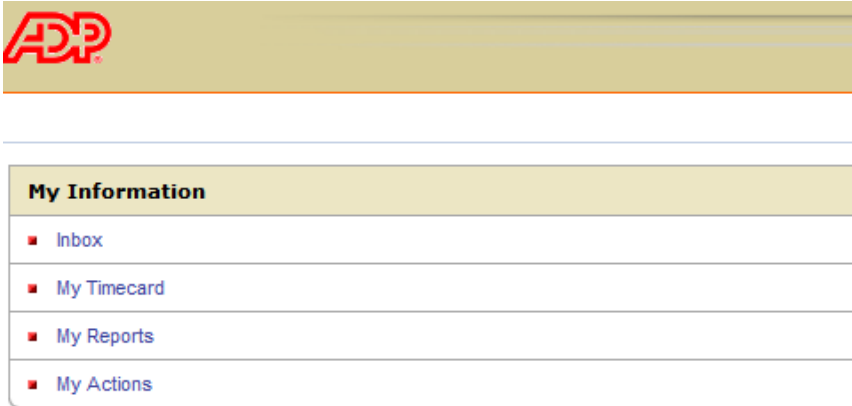 ADP
My Information
Inbox
My Timecard
My Reports
My Actions